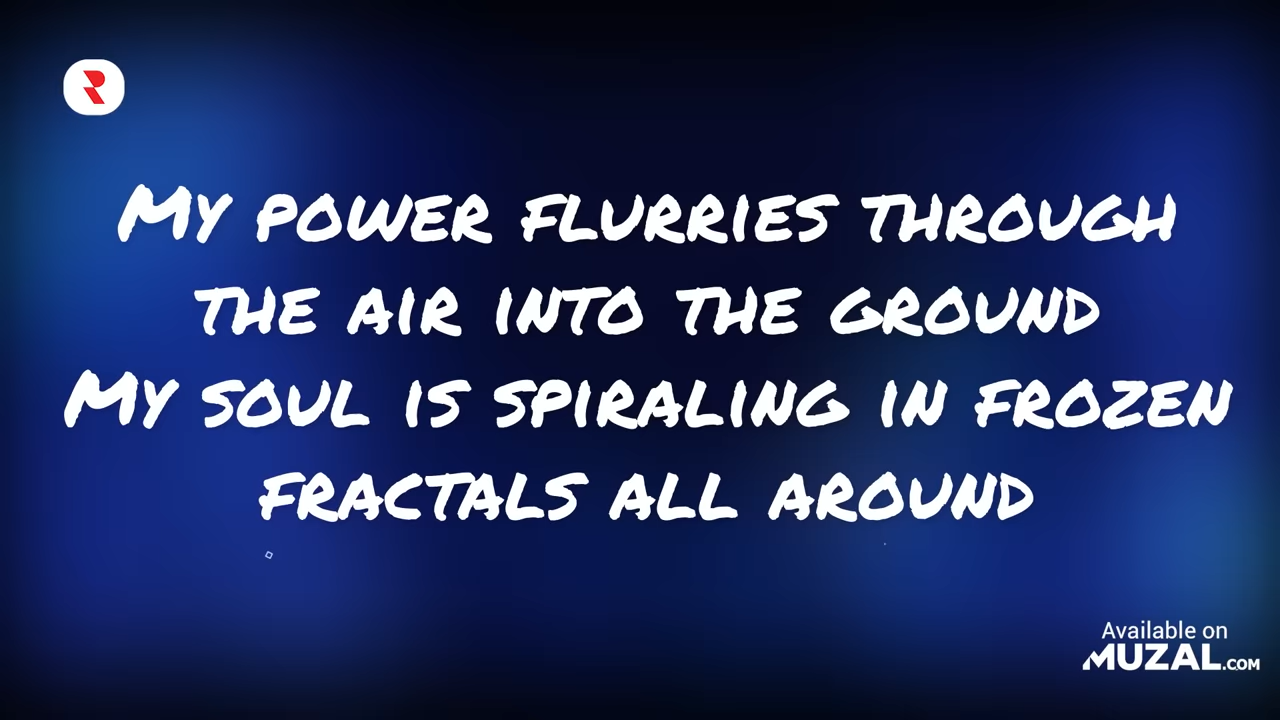 My power flurries through
the air into the ground
My soul is spiraling in frozen
fractals all around
Available on
MUZAL.COM